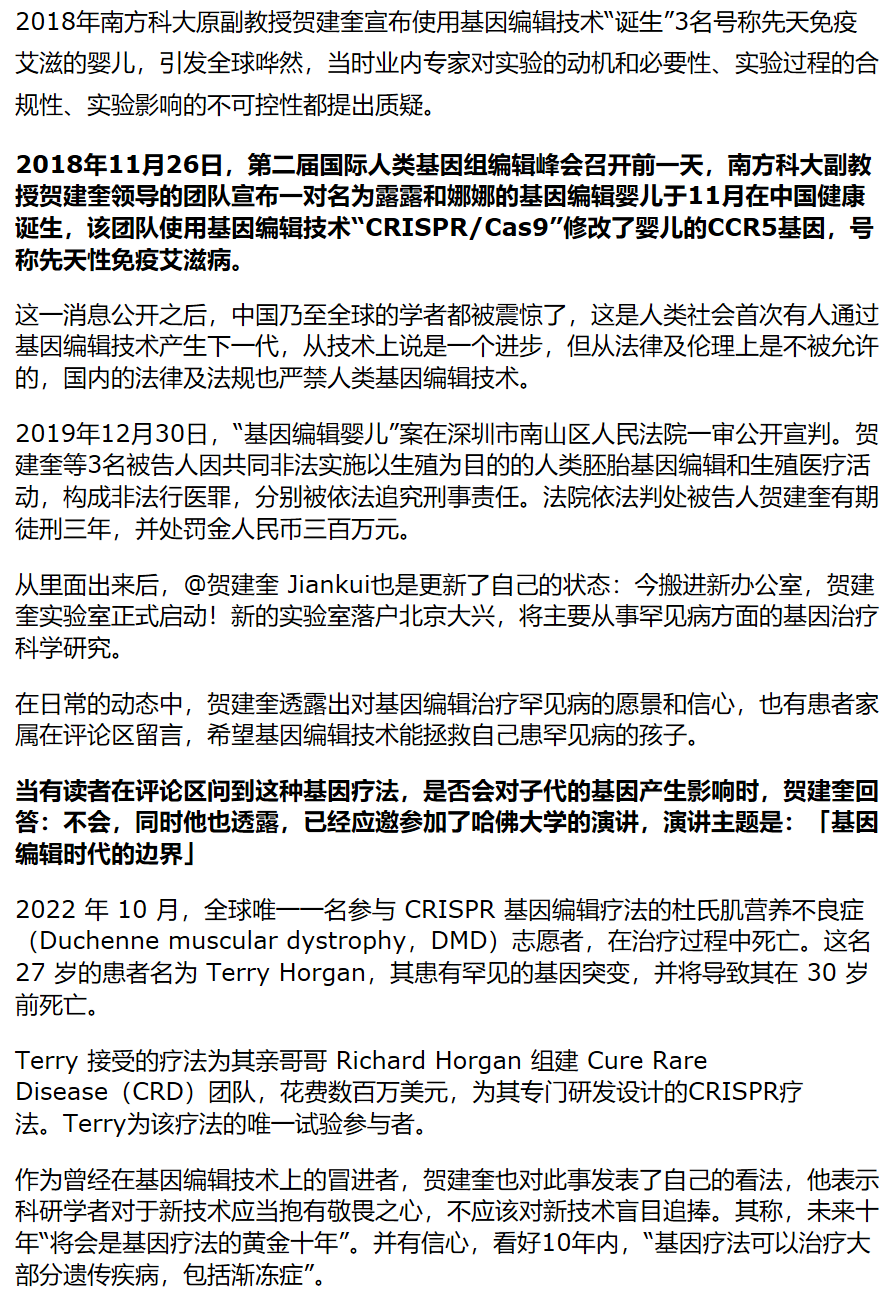 2018年南方科大原副教授贺建奎宣布使用基因编辑技术“诞生”3名号称先天免疫
艾滋的婴儿，引发全球哗然，当时业内专家对实验的动机和必要性、实验过程的合
规性、实验影响的不可控性都提出质疑。
2018年11月26日，第二届国际人类基因组编辑峰会召开前一天，南方科大副教
授贺建奎领导的团队宣布一对名为露露和娜娜的基因编辑婴儿于11月在中国健康
诞生，该团队使用基因编辑技术“CRISPR/Cas9”修改了婴儿的CCR5基因，号
称先天性免疫艾滋病。
这一消息公开之后，中国乃至全球的学者都被震惊了，这是人类社会首次有人通过
基因编辑技术产生下一代，从技术上说是一个进步，但从法律及伦理上是不被允许
的，国内的法律及法规也严禁人类基因编辑技术。
2019年12月30日，“基因编辑婴儿”案在深圳市南山区人民法院一审公开宣判。贺
建奎等3名被告人因共同非法实施以生殖为目的的人类胚胎基因编辑和生殖医疗活
动，构成非法行医罪，分别被依法追究刑事责任。法院依法判处被告人贺建奎有期
徒刑三年，并处罚金人民币三百万元。
从里面出来后，@贺建奎 Jiankui也是更新了自己的状态：今搬进新办公室，贺建
奎实验室正式启动！新的实验室落户北京大兴，将主要从事罕见病方面的基因治疗
科学研究。
在日常的动态中，贺建奎透露出对基因编辑治疗罕见病的愿景和信心，也有患者家
属在评论区留言，希望基因编辑技术能拯救自己患罕见病的孩子。
当有读者在评论区问到这种基因疗法，是否会对子代的基因产生影响时，贺建奎回
答：不会，同时他也透露，已经应邀参加了哈佛大学的演讲，演讲主题是：「基因
编辑时代的边界」
2022 年 10 月，全球唯一一名参与 CRISPR 基因编辑疗法的杜氏肌营养不良症
（Duchenne muscular dystrophy，DMD）志愿者，在治疗过程中死亡。这名
27 岁的患者名为 Terry Horgan，其患有罕见的基因突变，并将导致其在 30 岁
前死亡。
Terry 接受的疗法为其亲哥哥 Richard Horgan 组建 Cure Rare
Disease（CRD）团队，花费数百万美元，为其专门研发设计的CRISPR疗
法。Terry为该疗法的唯一试验参与者。
作为曾经在基因编辑技术上的冒进者，贺建奎也对此事发表了自己的看法，他表示
科研学者对于新技术应当抱有敬畏之心，不应该对新技术盲目追捧。其称，未来十
年“将会是基因疗法的黄金十年”。并有信心，看好10年内，“基因疗法可以治疗大
部分遗传疾病，包括渐冻症”。